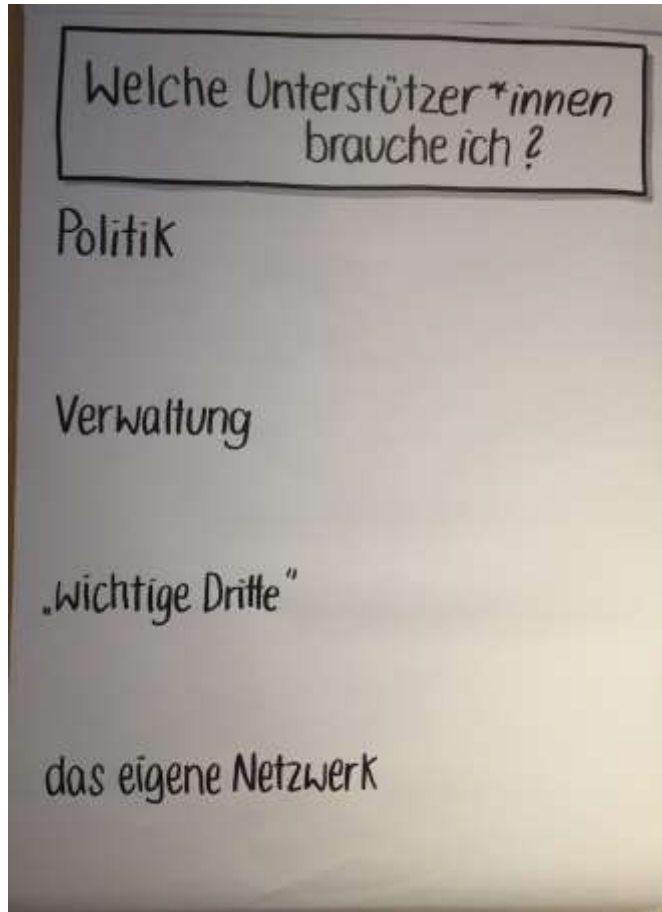 Welche Unterstützer*innen
brauche ich?
Politik
Verwaltung
„wichtige Dritte“
das eigene Netzwerk